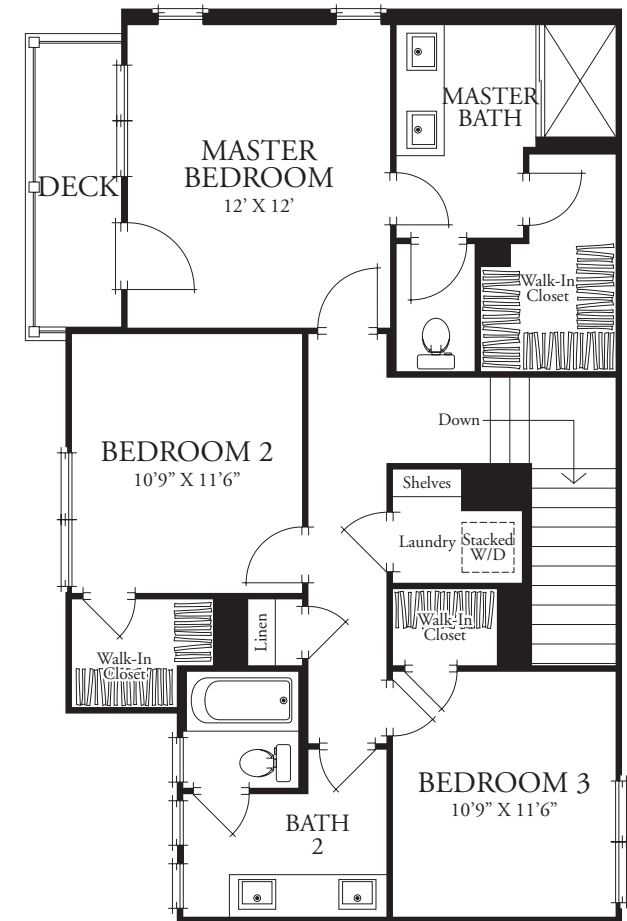 MASTER
BATH
MASTER
BEDROOM
12’ X 12’
DECK
Walk-In
Closet
Down
BEDROOM 2
10’9” X 11’6”
Shelves
Laundry
Stacked
W/D
Linen
Walk-In
Closet
Walk-In
Closet
BEDROOM 3
10’9” X 11’6”
BATH
2